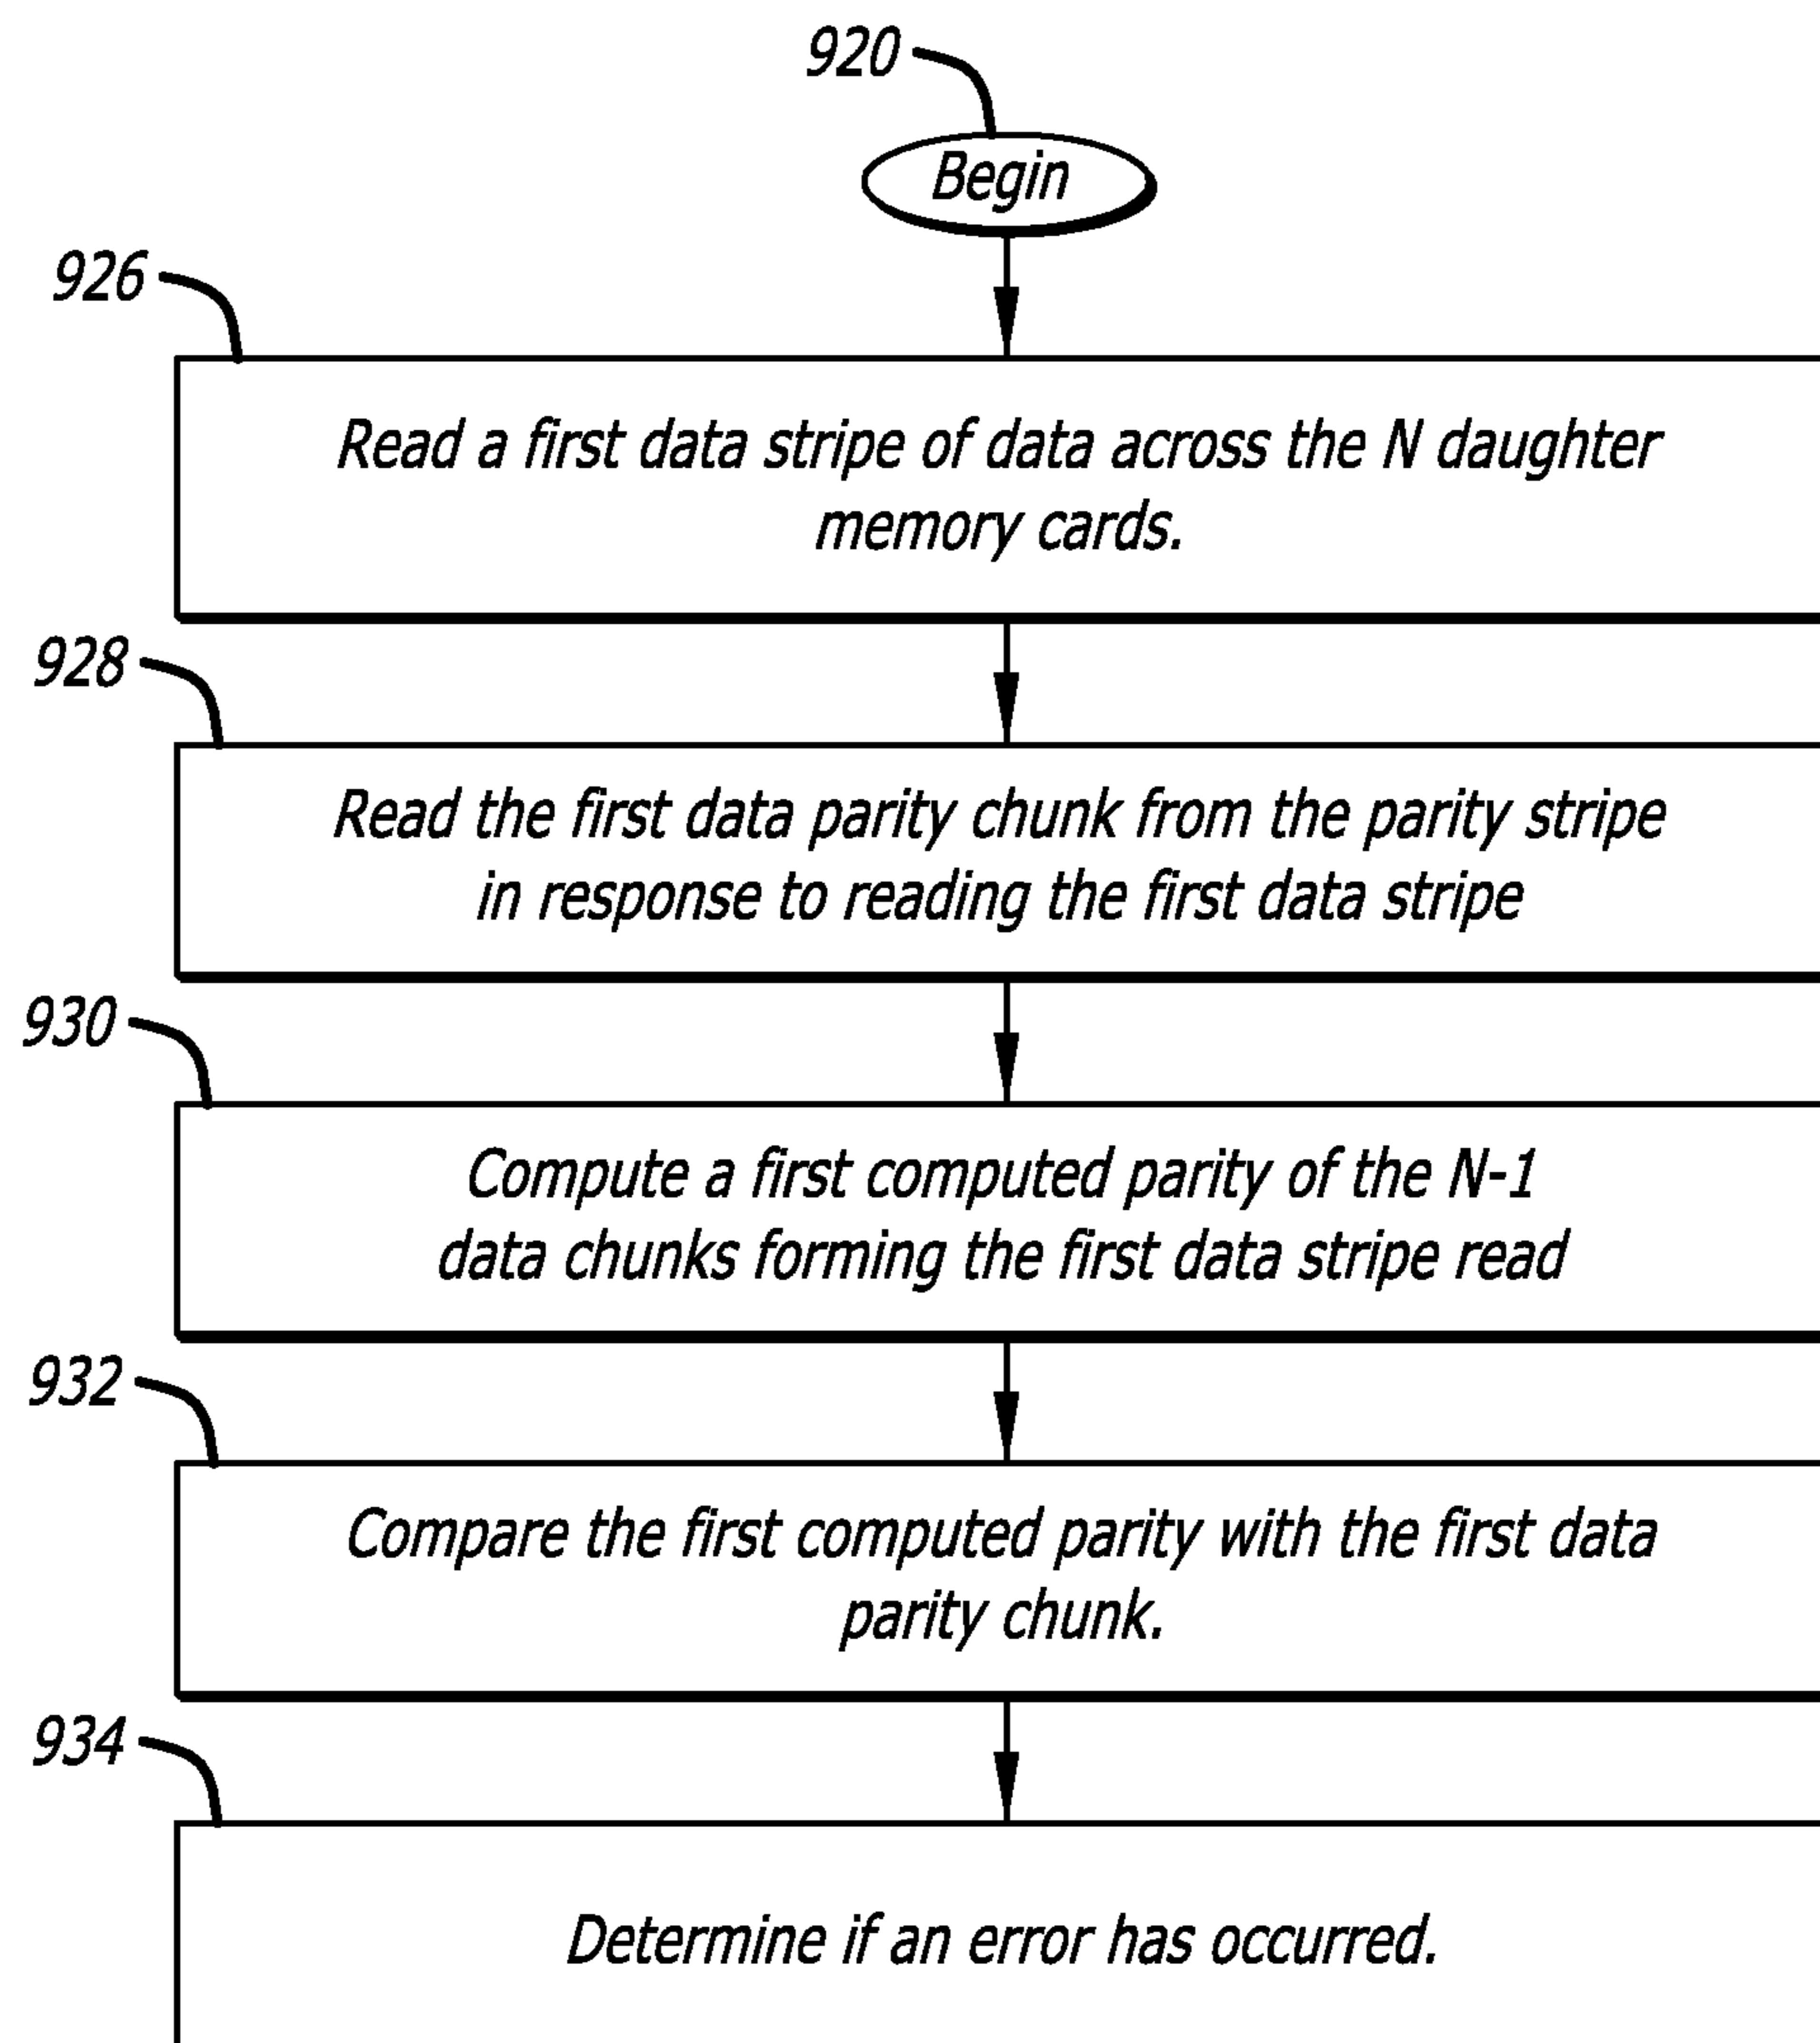 920
Begin
926
Read a first data stripe of data across the N daughter
memory cards.
928
Read the first data parity chunk from the parity stripe
in response to reading the first data stripe
930
Compute a first computed parity of the N-1
data chunks forming the first data stripe read
932
Compare the first computed parity with the first data
parity chunk.
934
Determine if an error has occurred.